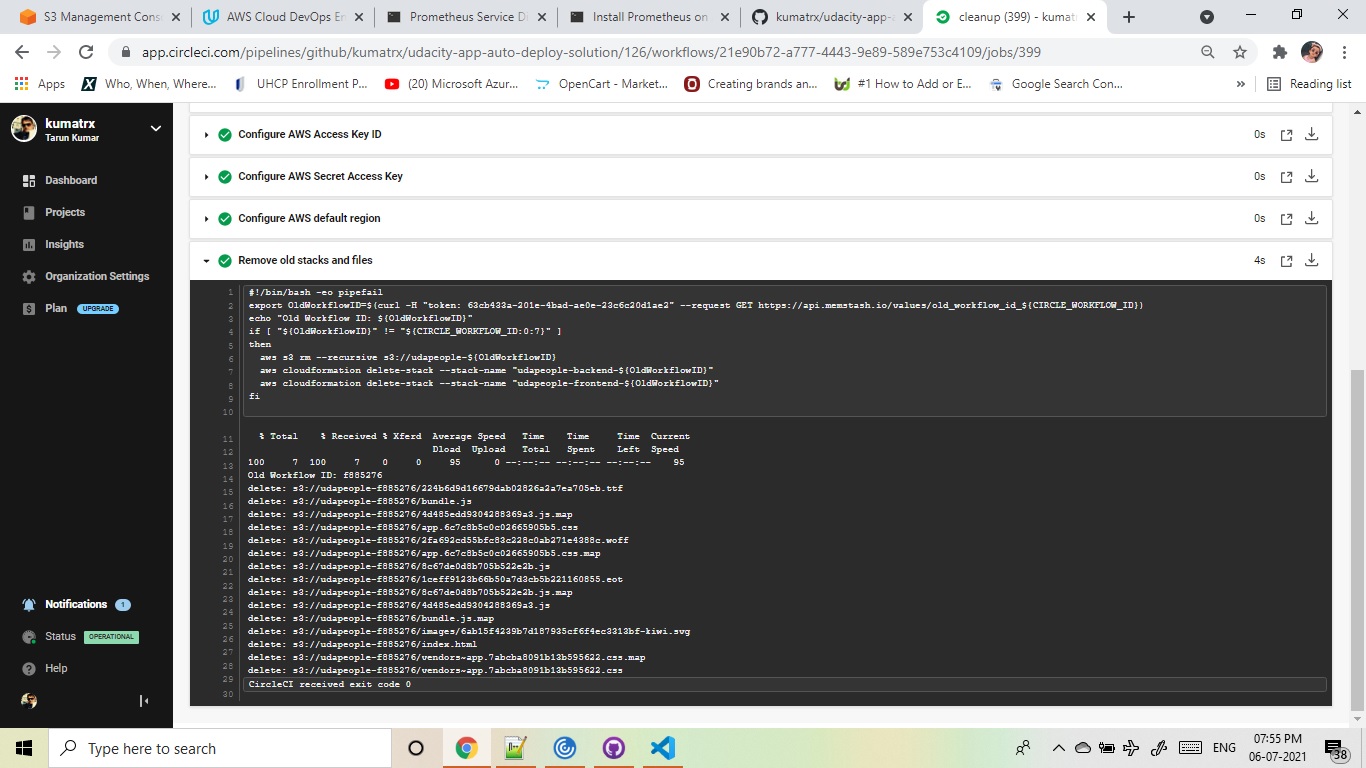 S3 Management Cons
AWS Cloud DevOps En
Prometheus Service Di
Install Prometheus on
kumatrx/udacity-app-
cleanup (399) - kumat
app.circleci.com/pipelines/github/kumatrx/udacity-app-auto-deploy-solution/126/workflows/21e90b72-a777-4443-9e89-589e753c4109/jobs/399
Apps
Who, When, Where...
UHCP Enrollment P...
(20) Microsoft Azur...
OpenCart - Market...
Creating brands an...
#1 How to Add or E...
Google Search Con...
»
Reading list
kumatrx
Tarun Kumar
Dashboard
Projects
Insights
Organization Settings
Plan UPGRADE
Notifications 1
Status OPERATIONAL
Help
Configure AWS Access Key ID 0s
Configure AWS Secret Access Key 0s
Configure AWS default region 0s
Remove old stacks and files 4s
1 #!/bin/bash -eo pipefail
2 export OldWorkflowID=$(curl -H "token: 63cb433a-201e-4bad-ae0e-23c6c20d1ae2" --request GET https://api.memstash.io/values/old_workflow_id_${CIRCLE_WORKFLOW_ID})
3 echo "Old Workflow ID: ${OldWorkflowID}"
4 if [ "${OldWorkflowID}" != "${CIRCLE_WORKFLOW_ID:0:7}" ]
5 then
6 aws s3 rm --recursive s3://udapeople-${OldWorkflowID}
7 aws cloudformation delete-stack --stack-name "udapeople-backend-${OldWorkflowID}"
8 aws cloudformation delete-stack --stack-name "udapeople-frontend-${OldWorkflowID}"
9 fi
10
11 % Total % Received % Xferd Average Speed Time Time Time Current
12 Dload Upload Total Spent Left Speed
13 100 7 100 7 0 0 95 0 --:--:-- --:--:-- --:--:-- 95
14 Old Workflow ID: f885276
15 delete: s3://udapeople-f885276/224b6d9d16679dab02826a2a7ea705eb.ttf
16 delete: s3://udapeople-f885276/bundle.js
17 delete: s3://udapeople-f885276/4d485edd9304288369a3.js.map
18 delete: s3://udapeople-f885276/app.6c7c8b5c0c02665905b5.css
19 delete: s3://udapeople-f885276/2fa692cd55bfc83c228c0ab271e4388c.woff
20 delete: s3://udapeople-f885276/app.6c7c8b5c0c02665905b5.css.map
21 delete: s3://udapeople-f885276/8c67de0d8b705b522e2b.js
22 delete: s3://udapeople-f885276/1ceff9123b66b50a7d3cb5b221160855.eot
23 delete: s3://udapeople-f885276/8c67de0d8b705b522e2b.js.map
24 delete: s3://udapeople-f885276/4d485edd9304288369a3.js
25 delete: s3://udapeople-f885276/bundle.js.map
26 delete: s3://udapeople-f885276/images/6ab15f4239b7d187935cf6f4ec3313bf-kiwi.svg
27 delete: s3://udapeople-f885276/index.html
28 delete: s3://udapeople-f885276/vendors~app.7abcba8091b13b595622.css.map
29 delete: s3://udapeople-f885276/vendors~app.7abcba8091b13b595622.css
30 CircleCI received exit code 0
Type here to search
ENG
07:55 PM
06-07-2021
38